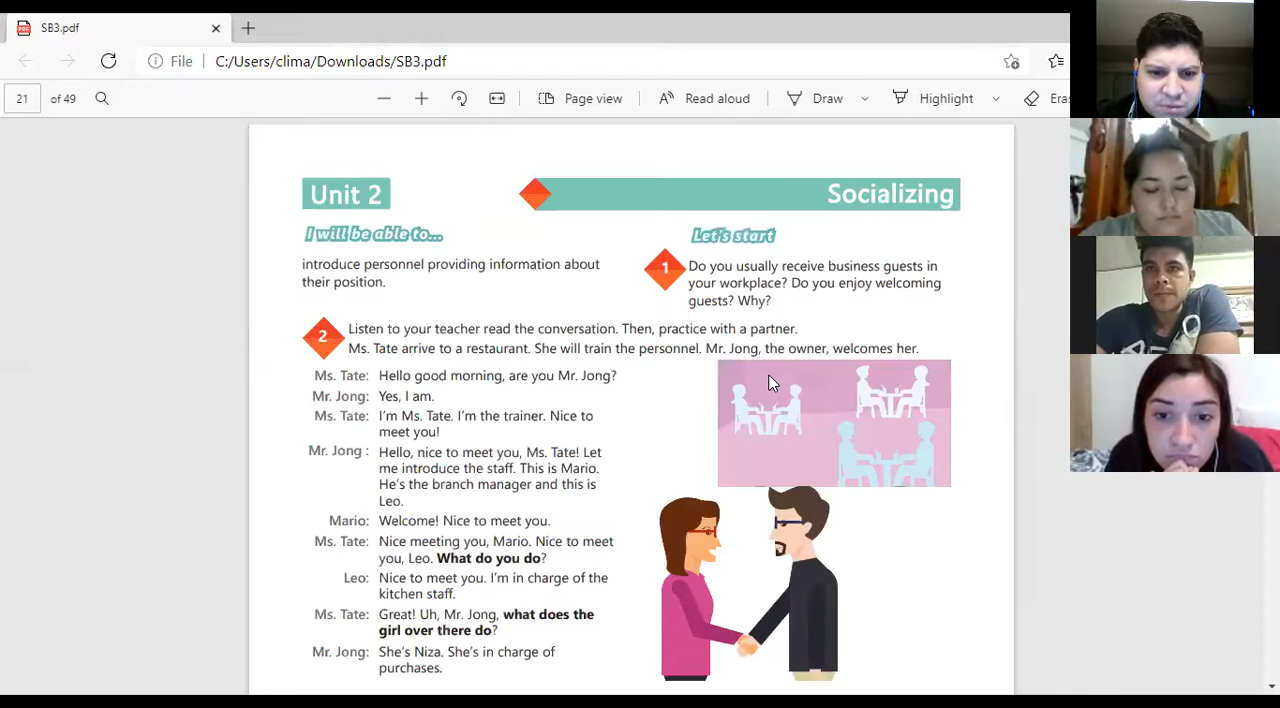 SB3.pdf
File
C:/Users/clima/Downloads/SB3.pdf
21 of 49
Page view
Read aloud
Draw
Highlight
Eras
Unit 2
Socializing
I will be able to...
introduce personnel providing information about
their position.
Let's start
1
Do you usually receive business guests in
your workplace? Do you enjoy welcoming
guests? Why?
2
Listen to your teacher read the conversation. Then, practice with a partner.
Ms. Tate arrive to a restaurant. She will train the personnel. Mr. Jong, the owner, welcomes her.
Ms. Tate: Hello good morning, are you Mr. Jong?
Mr. Jong: Yes, I am.
Ms. Tate: I'm Ms. Tate. I'm the trainer. Nice to
meet you!
Mr. Jong : Hello, nice to meet you, Ms. Tate! Let
me introduce the staff. This is Mario.
He's the branch manager and this is
Leo.
Mario: Welcome! Nice to meet you.
Ms. Tate: Nice meeting you, Mario. Nice to meet
you, Leo. What do you do?
Leo: Nice to meet you. I'm in charge of the
kitchen staff.
Ms. Tate: Great! Uh, Mr. Jong, what does the
girl over there do?
Mr. Jong: She's Niza. She's in charge of
purchases.